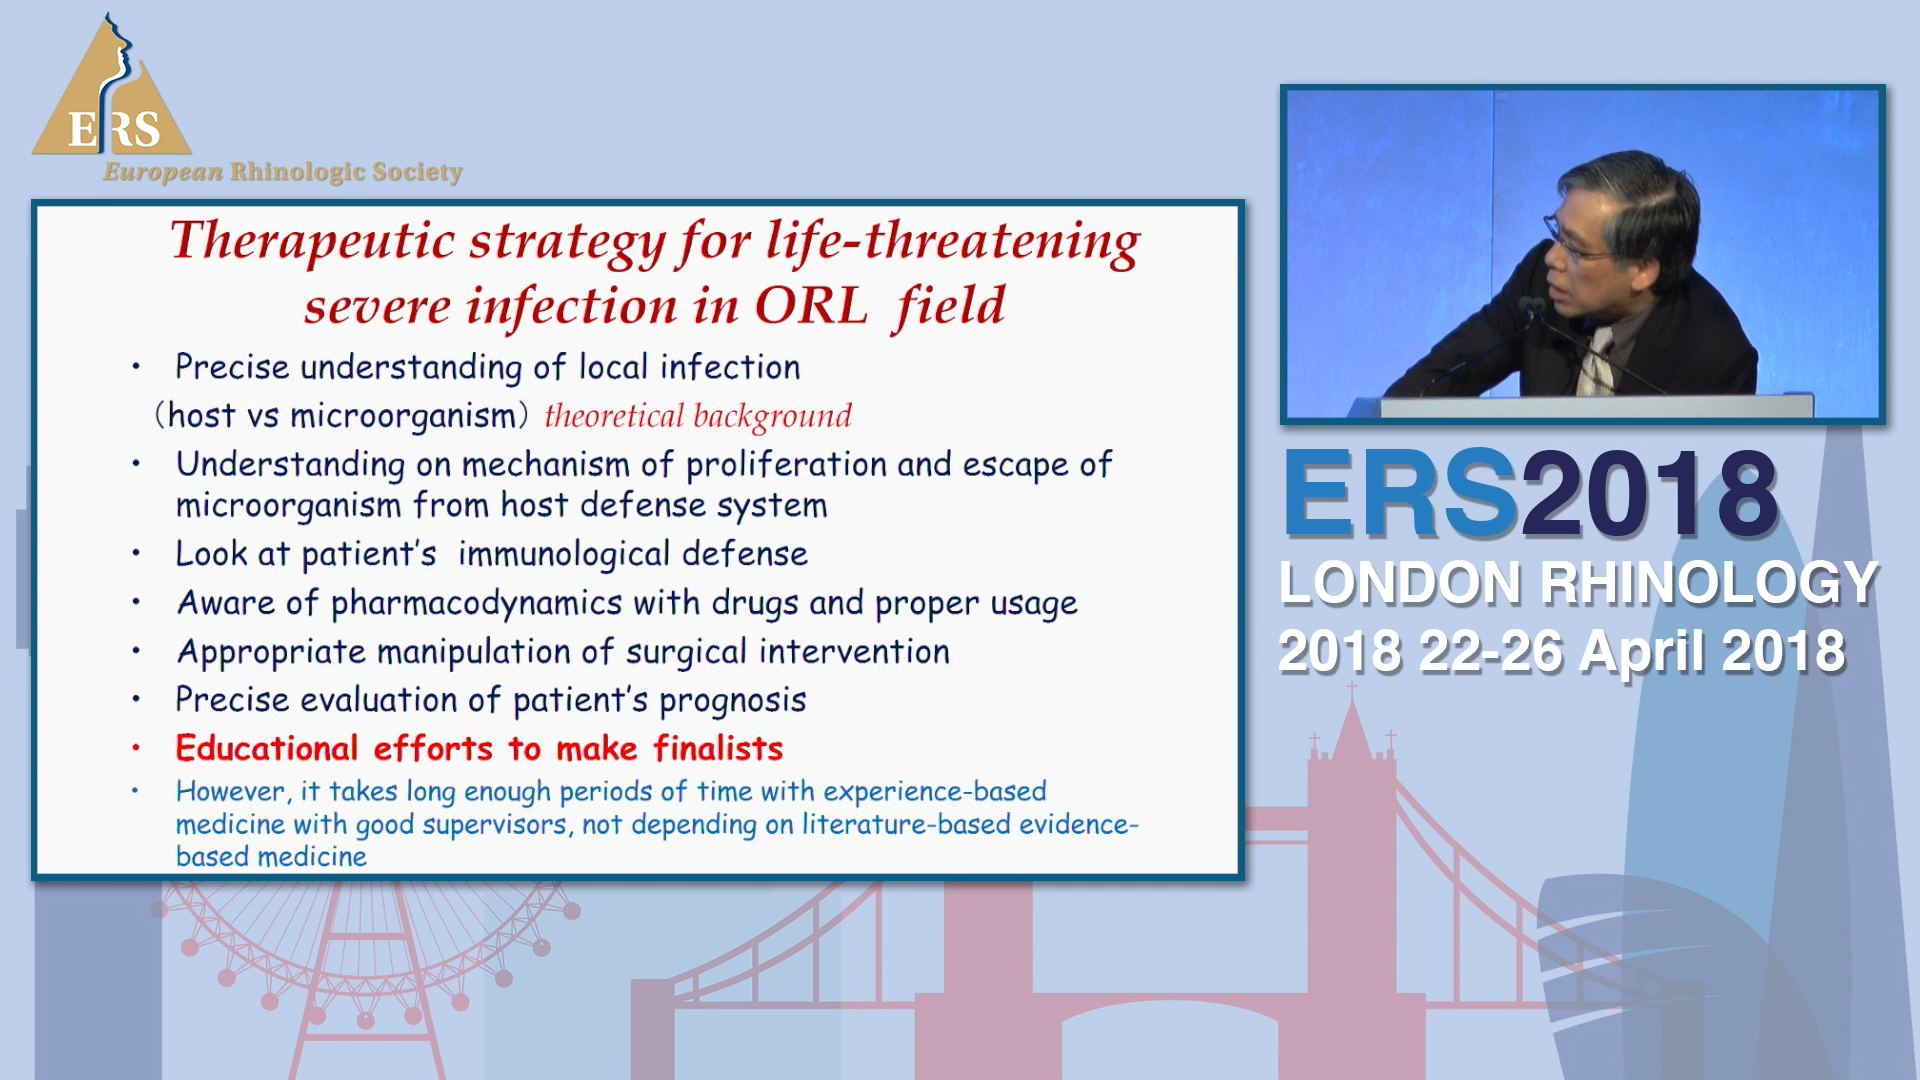 ERS
European Rhinologic Society
Therapeutic strategy for life-threatening
severe infection in ORL field
• Precise understanding of local infection
(host vs microorganism) theoretical background
• Understanding on mechanism of proliferation and escape of
microorganism from host defense system
• Look at patient's immunological defense
• Aware of pharmacodynamics with drugs and proper usage
• Appropriate manipulation of surgical intervention
• Precise evaluation of patient's prognosis
• Educational efforts to make finalists
• However, it takes long enough periods of time with experience-based
medicine with good supervisors, not depending on literature-based evidence-
based medicine
ERS2018
LONDON RHINOLOGY
2018 22-26 April 2018